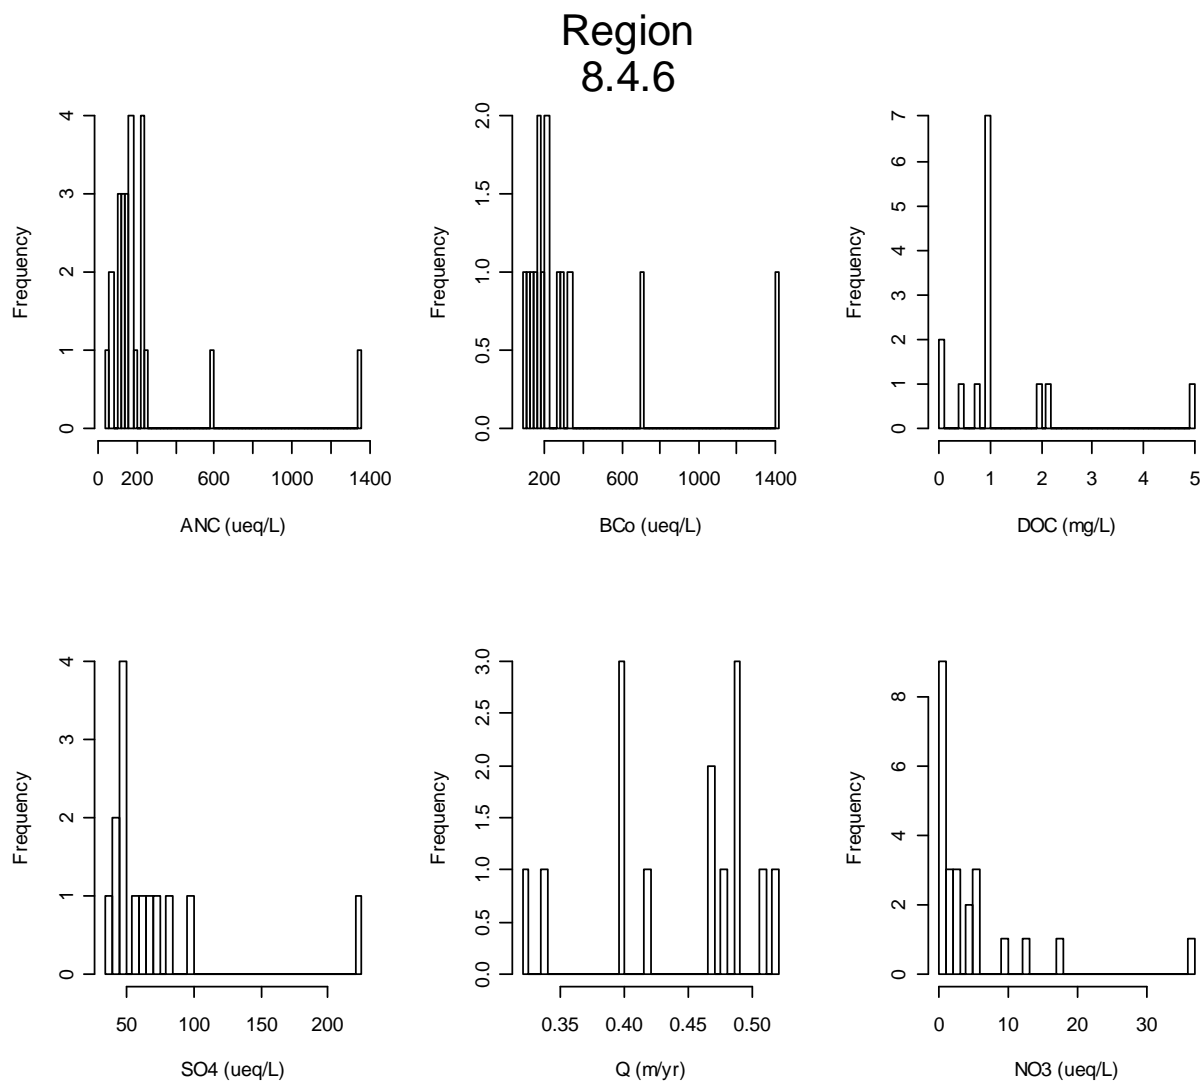 Region
8.4.6
Frequency
4
3
2
1
0
0 200 600 1000 1400
ANC (ueq/L)
Frequency
2.0
1.5
1.0
0.5
0.0
200 600 1000 1400
BCo (ueq/L)
Frequency
7
6
5
4
3
2
1
0
0 1 2 3 4 5
DOC (mg/L)
Frequency
4
3
2
1
0
50 100 150 200
SO4 (ueq/L)
Frequency
3.0
2.5
2.0
1.5
1.0
0.5
0.0
0.35 0.40 0.45 0.50
Q (m/yr)
Frequency
8
6
4
2
0
0 10 20 30
NO3 (ueq/L)